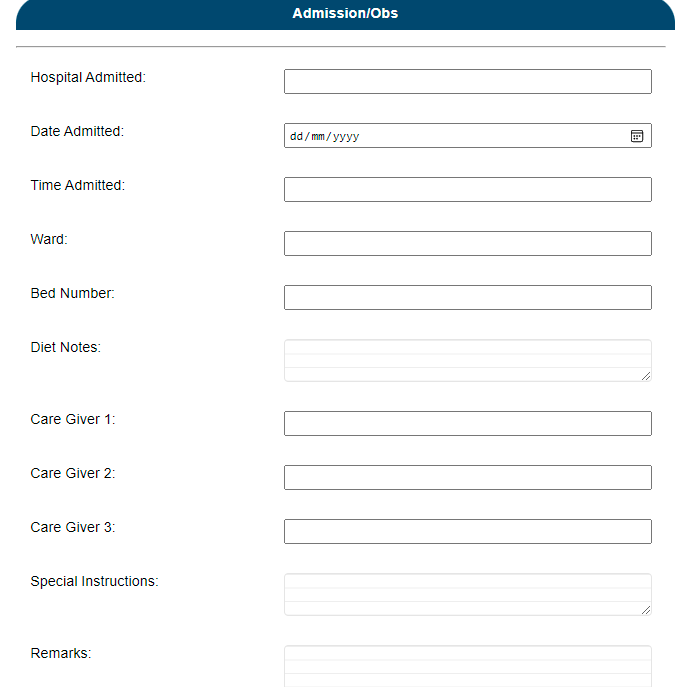 Admission/Obs
Hospital Admitted:
Date Admitted:
dd/mm/yyyy
Time Admitted:
Ward:
Bed Number:
Diet Notes:
Care Giver 1:
Care Giver 2:
Care Giver 3:
Special Instructions:
Remarks: